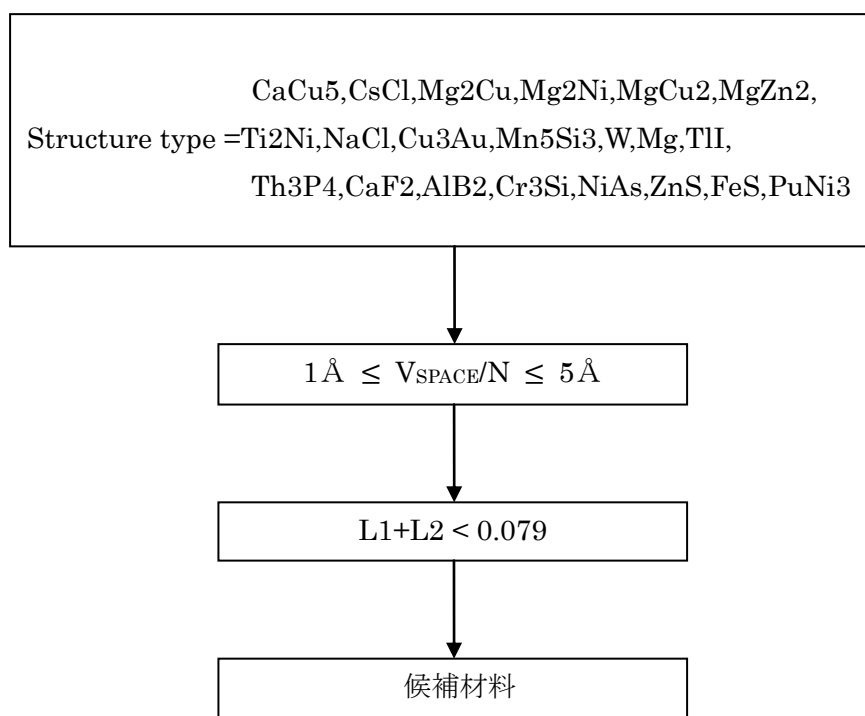 CaCu5,CsCl,Mg2Cu,Mg2Ni,MgCu2,MgZn2,
Structure type =Ti2Ni,NaCl,Cu3Au,Mn5Si3,W,Mg,TlI,
Th3P4,CaF2,AlB2,Cr3Si,NiAs,ZnS,FeS,PuNi3
1Å ≤ VSPACE/N ≤ 5Å
L1+L2 < 0.079
候補材料